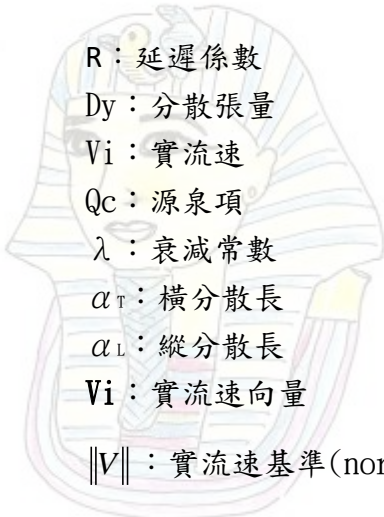 R：延遲係數
Dy：分散張量
Vi：實流速
Qc：源泉項
λ：衰減常數
αT：橫分散長
αL：縱分散長
Vi：實流速向量
‖V‖：實流速基準(nor